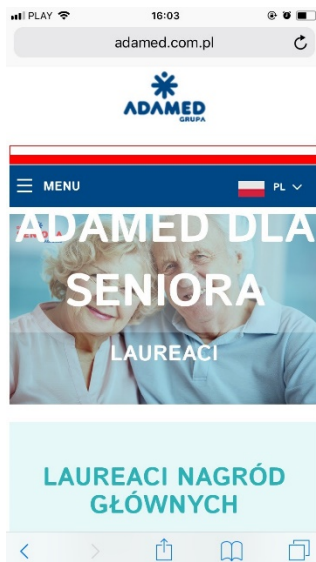 PLAY 16:03
adamed.com.pl
ADAMED
GRUPA
MENU PL
ADAMED DLA
SENIORA
LAUREACI
LAUREACI NAGRÓD
GŁÓWNYCH